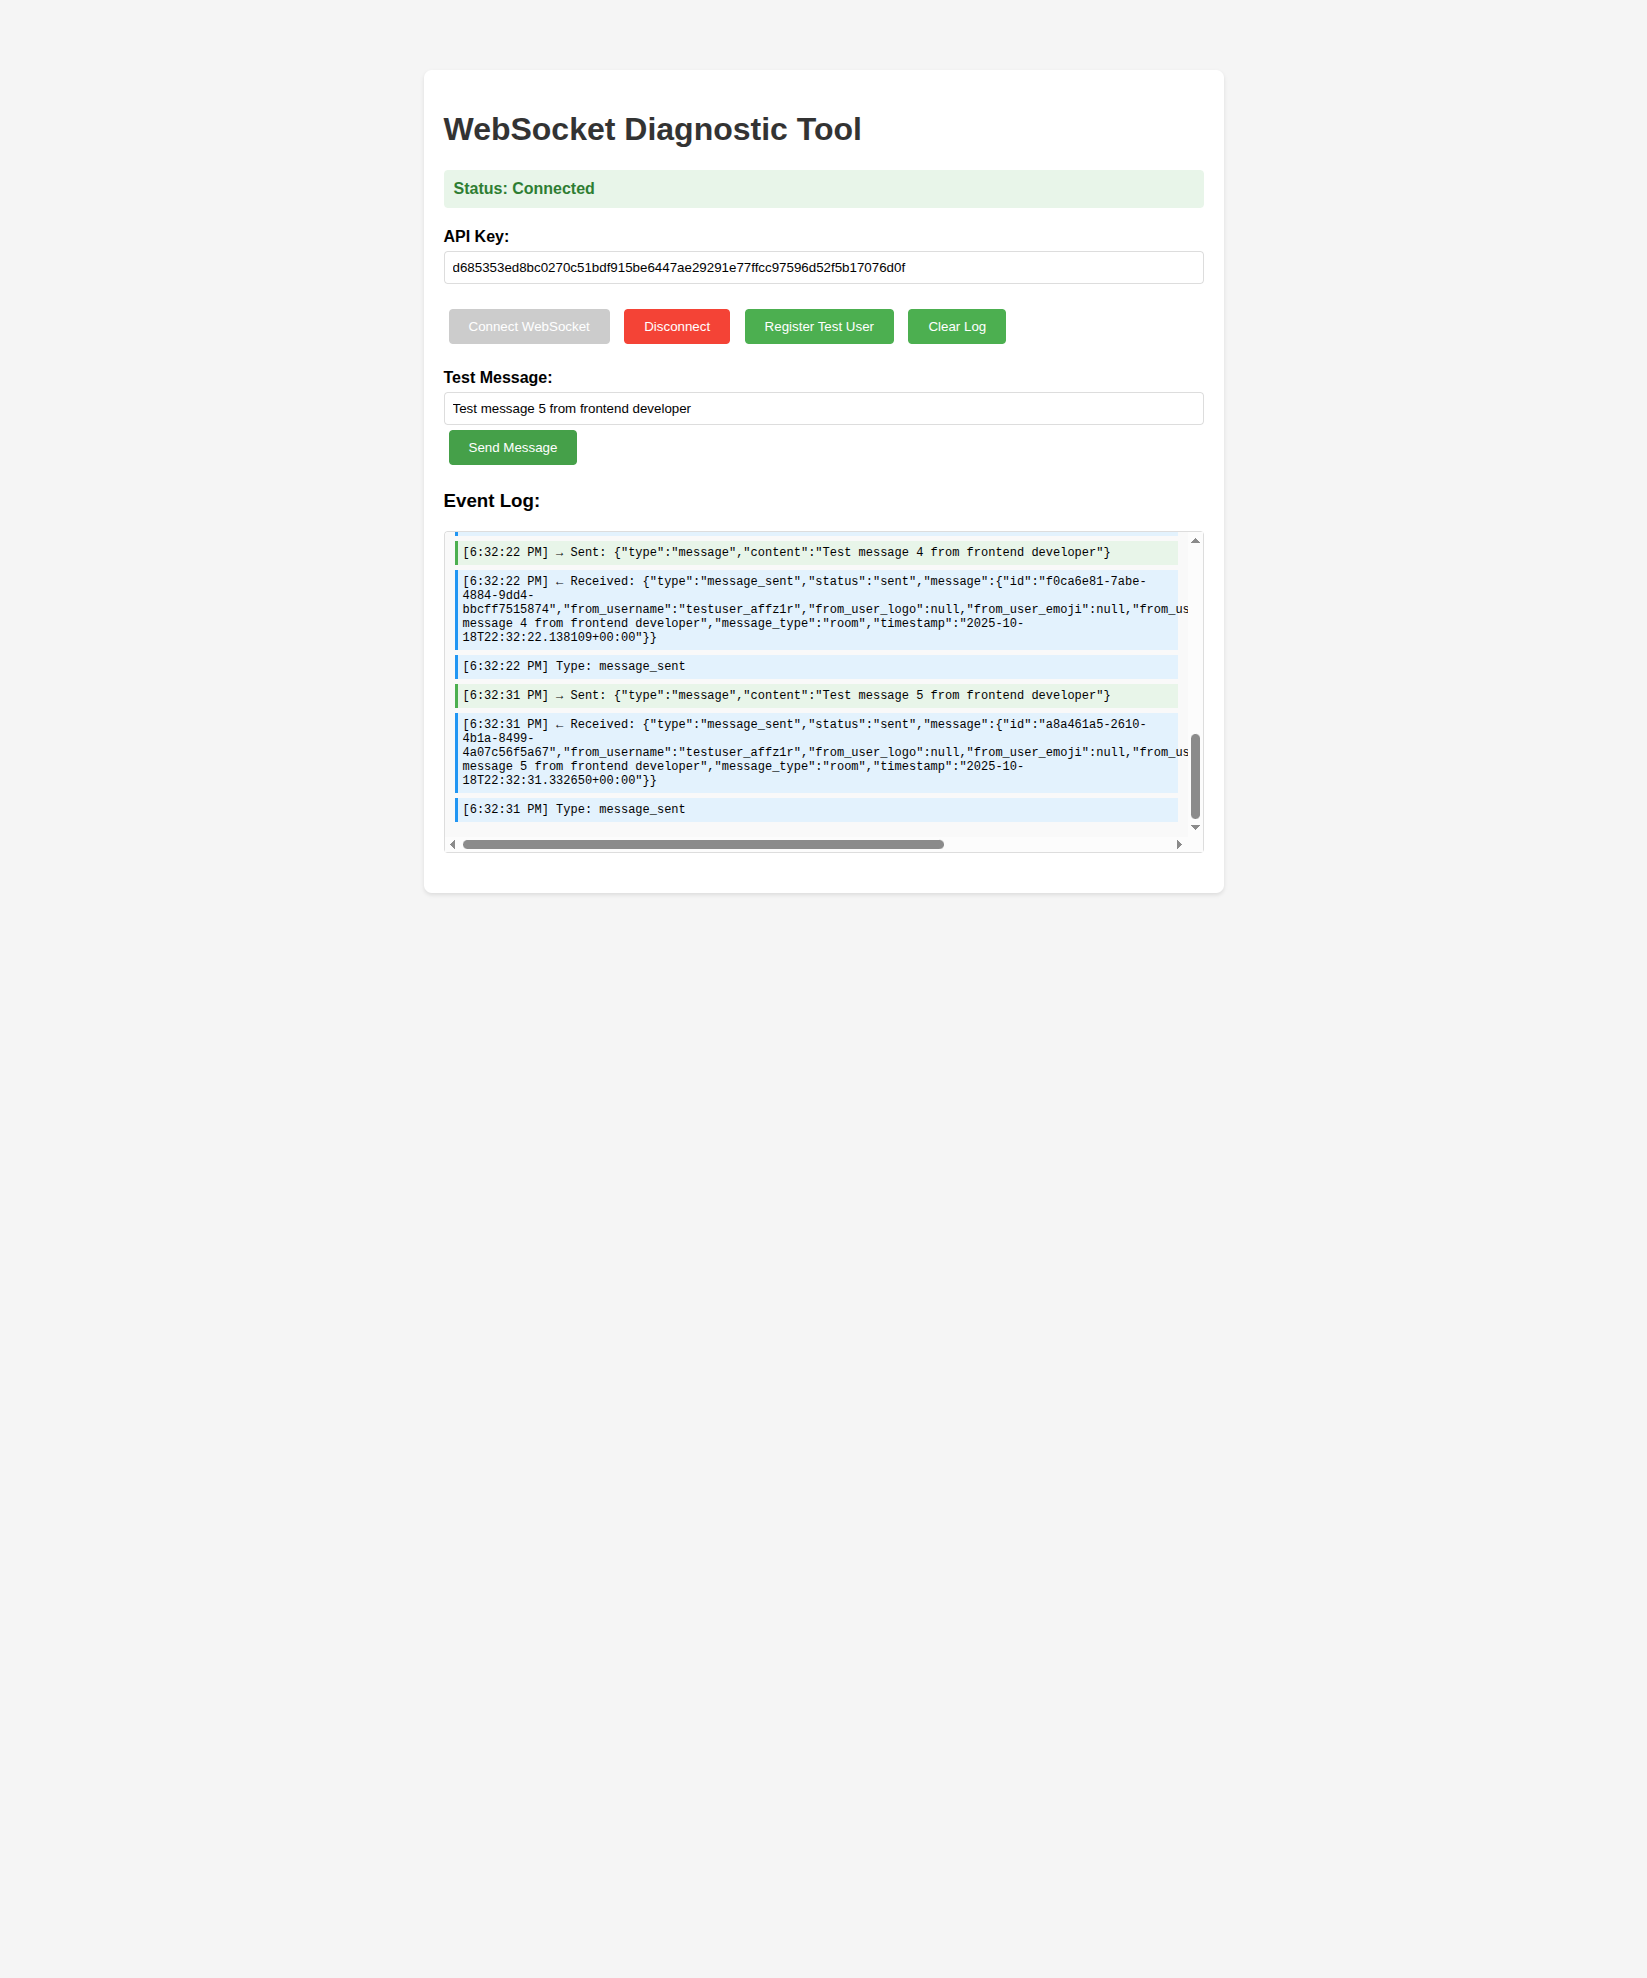 WebSocket Diagnostic Tool
Status: Connected
API Key:
d685353ed8bc0270c51bdf915be6447ae29291e77ffcc97596d52f5b17076d0f
Connect WebSocket Disconnect Register Test User Clear Log
Test Message:
Test message 5 from frontend developer
Send Message
Event Log:
[6:32:22 PM] → Sent: {"type":"message","content":"Test message 4 from frontend developer"}
[6:32:22 PM] ← Received: {"type":"message_sent","status":"sent","message":{"id":"f0ca6e81-7abe-
4884-9dd4-
bbcff7515874","from_username":"testuser_affz1r","from_user_logo":null,"from_user_emoji":null,"from_us
message 4 from frontend developer","message_type":"room","timestamp":"2025-10-
18T22:32:22.138109+00:00"}}
[6:32:22 PM] Type: message_sent
[6:32:31 PM] → Sent: {"type":"message","content":"Test message 5 from frontend developer"}
[6:32:31 PM] ← Received: {"type":"message_sent","status":"sent","message":{"id":"a8a461a5-2610-
4b1a-8499-
4a07c56f5a67","from_username":"testuser_affz1r","from_user_logo":null,"from_user_emoji":null,"from_us
message 5 from frontend developer","message_type":"room","timestamp":"2025-10-
18T22:32:31.332650+00:00"}}
[6:32:31 PM] Type: message_sent